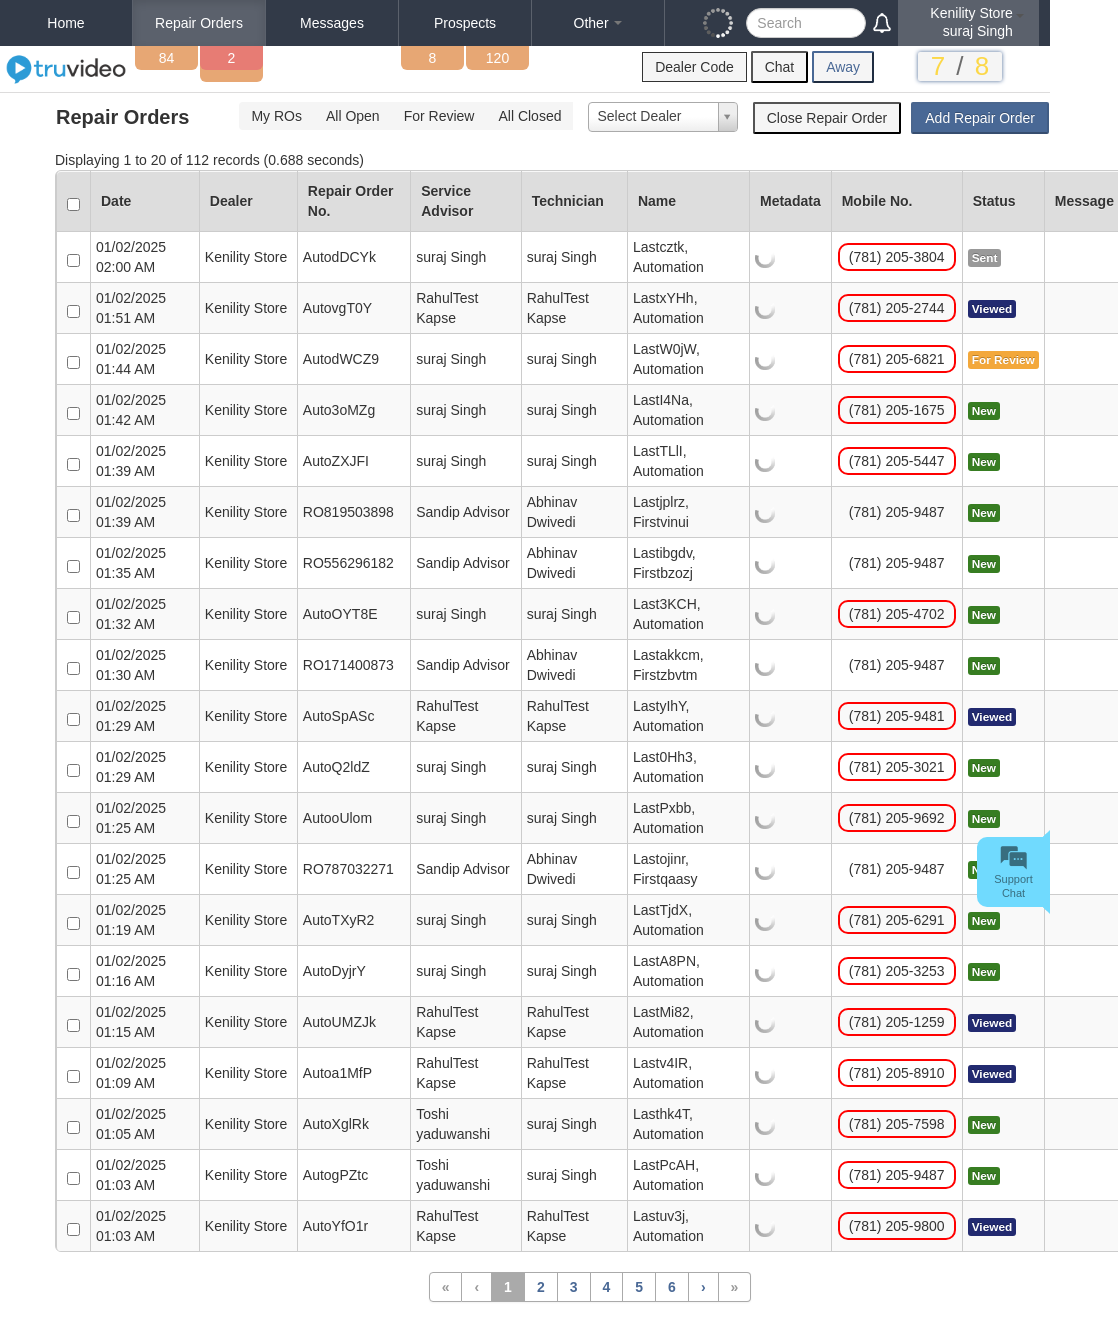 Home Repair Orders Messages Prospects Other Search Kenility Store
suraj Singh
truvideo 84 2 8 120 Dealer Code Chat Away 7 / 8
Repair Orders My ROs All Open For Review All Closed Select Dealer Close Repair Order Add Repair Order
Displaying 1 to 20 of 112 records (0.688 seconds)
Date Dealer Repair Order No. Service Advisor Technician Name Metadata Mobile No. Status Message
01/02/2025 02:00 AM Kenility Store AutodDCYk suraj Singh suraj Singh Lastcztk, Automation (781) 205-3804 Sent
01/02/2025 01:51 AM Kenility Store AutovgT0Y RahulTest Kapse RahulTest Kapse LastxYHh, Automation (781) 205-2744 Viewed
01/02/2025 01:44 AM Kenility Store AutodWCZ9 suraj Singh suraj Singh LastW0jW, Automation (781) 205-6821 For Review
01/02/2025 01:42 AM Kenility Store Auto3oMZg suraj Singh suraj Singh LastI4Na, Automation (781) 205-1675 New
01/02/2025 01:39 AM Kenility Store AutoZXJFI suraj Singh suraj Singh LastTLlI, Automation (781) 205-5447 New
01/02/2025 01:39 AM Kenility Store RO819503898 Sandip Advisor Abhinav Dwivedi Lastjplrz, Firstvinui (781) 205-9487 New
01/02/2025 01:35 AM Kenility Store RO556296182 Sandip Advisor Abhinav Dwivedi Lastibgdv, Firstbzozj (781) 205-9487 New
01/02/2025 01:32 AM Kenility Store AutoOYT8E suraj Singh suraj Singh Last3KCH, Automation (781) 205-4702 New
01/02/2025 01:30 AM Kenility Store RO171400873 Sandip Advisor Abhinav Dwivedi Lastakkcm, Firstzbvtm (781) 205-9487 New
01/02/2025 01:29 AM Kenility Store AutoSpASc RahulTest Kapse RahulTest Kapse LastyIhY, Automation (781) 205-9481 Viewed
01/02/2025 01:29 AM Kenility Store AutoQ2ldZ suraj Singh suraj Singh Last0Hh3, Automation (781) 205-3021 New
01/02/2025 01:25 AM Kenility Store AutooUlom suraj Singh suraj Singh LastPxbb, Automation (781) 205-9692 New
01/02/2025 01:25 AM Kenility Store RO787032271 Sandip Advisor Abhinav Dwivedi Lastojinr, Firstqaasy (781) 205-9487
Support
Chat
01/02/2025 01:19 AM Kenility Store AutoTXyR2 suraj Singh suraj Singh LastTjdX, Automation (781) 205-6291 New
01/02/2025 01:16 AM Kenility Store AutoDyjrY suraj Singh suraj Singh LastA8PN, Automation (781) 205-3253 New
01/02/2025 01:15 AM Kenility Store AutoUMZJk RahulTest Kapse RahulTest Kapse LastMi82, Automation (781) 205-1259 Viewed
01/02/2025 01:09 AM Kenility Store Autoa1MfP RahulTest Kapse RahulTest Kapse Lastv4IR, Automation (781) 205-8910 Viewed
01/02/2025 01:05 AM Kenility Store AutoXglRk Toshi yaduwanshi suraj Singh Lasthk4T, Automation (781) 205-7598 New
01/02/2025 01:03 AM Kenility Store AutogPZtc Toshi yaduwanshi suraj Singh LastPcAH, Automation (781) 205-9487 New
01/02/2025 01:03 AM Kenility Store AutoYfO1r RahulTest Kapse RahulTest Kapse Lastuv3j, Automation (781) 205-9800 Viewed
« ‹ 1 2 3 4 5 6 › »